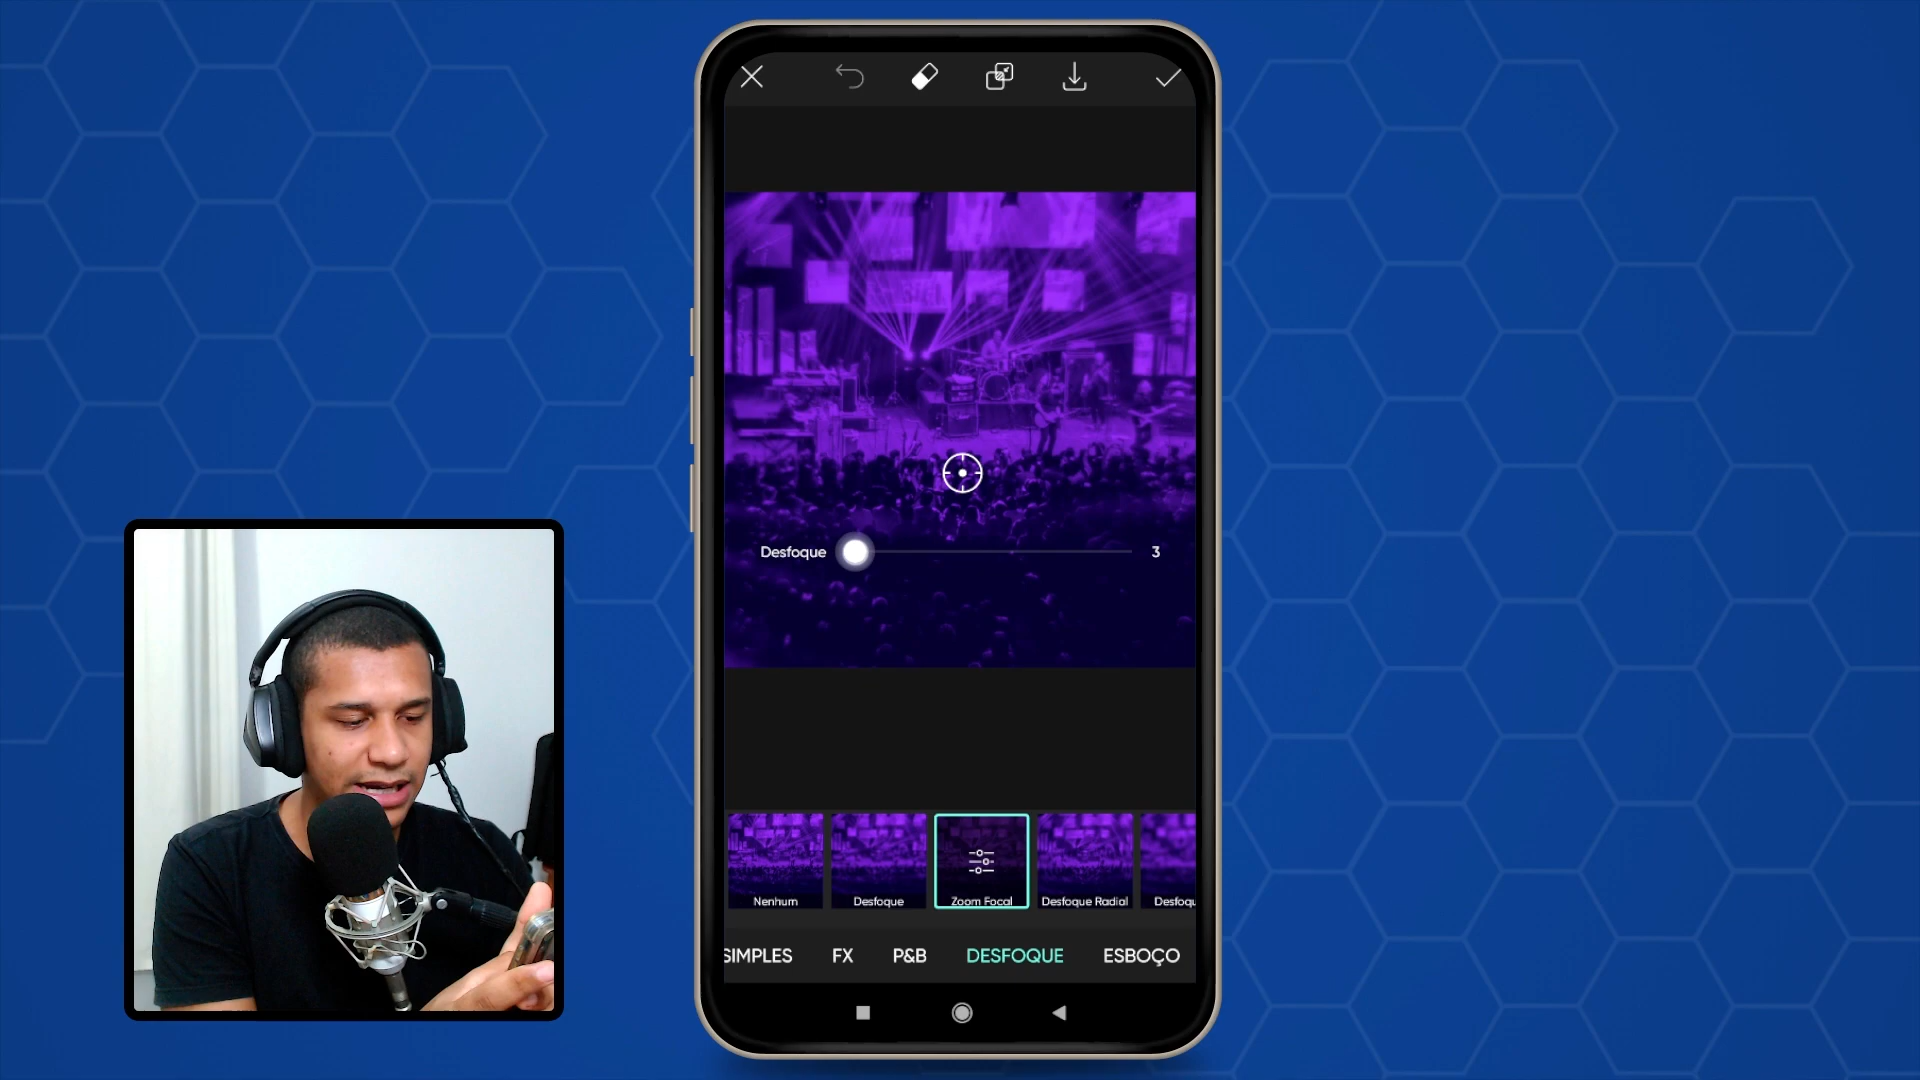 Desfoque 3
Nenhum Desfoque Zoom Focal Desfoque Radial Desfoqu
SIMPLES FX P&B DESFOQUE ESBOÇO